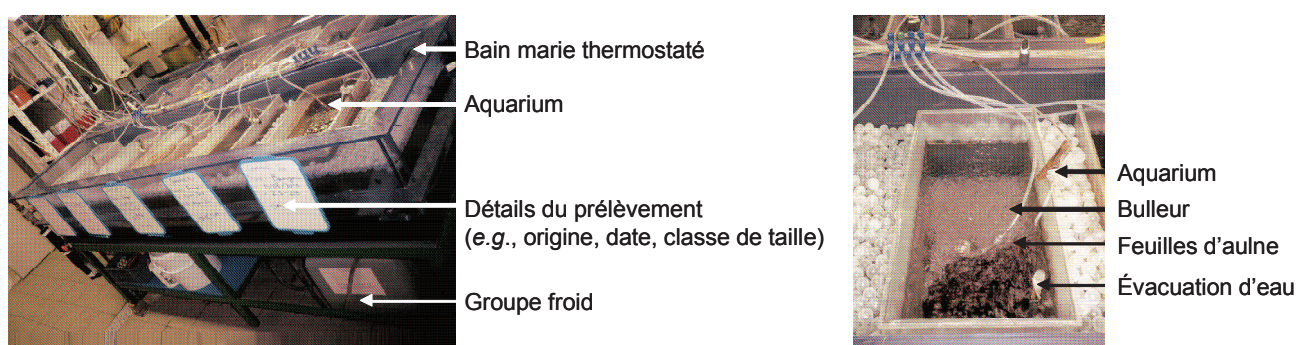 Bain marie thermostaté
Aquarium
Détails du prélèvement
(e.g., origine, date, classe de taille)
Groupe froid
Aquarium
Bulleur
Feuilles d'aulne
Évacuation d'eau